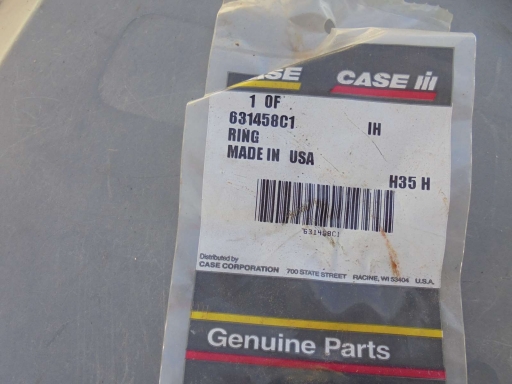 CASE CASE IH
1 OF
631458C1 IH
RING
MADE IN USA
H35 H
631458C1
Distributed by
CASE CORPORATION 700 STATE STREET RACINE, WI 53404 U.S.A.
Genuine Parts